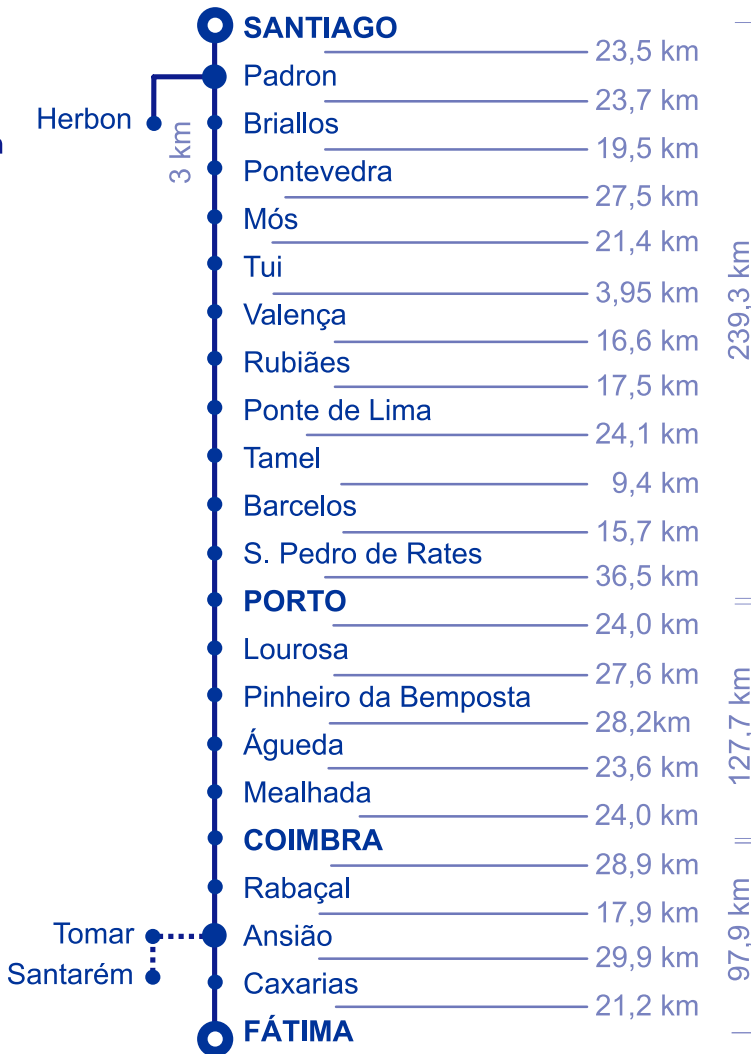 SANTIAGO
23,5 km
Padron
23,7 km
Herbon
3 km
Briallos
19,5 km
Pontevedra
27,5 km
Mós
21,4 km
Tui
3,95 km
239,3 km
Valença
16,6 km
Rubiães
17,5 km
Ponte de Lima
24,1 km
Tamel
9,4 km
Barcelos
15,7 km
S. Pedro de Rates
36,5 km
PORTO
24,0 km
Lourosa
27,6 km
Pinheiro da Bemposta
28,2km
127,7 km
Águeda
23,6 km
Mealhada
24,0 km
COIMBRA
28,9 km
Rabaçal
17,9 km
97,9 km
Tomar
Ansião
29,9 km
Santarém
Caxarias
21,2 km
FÁTIMA